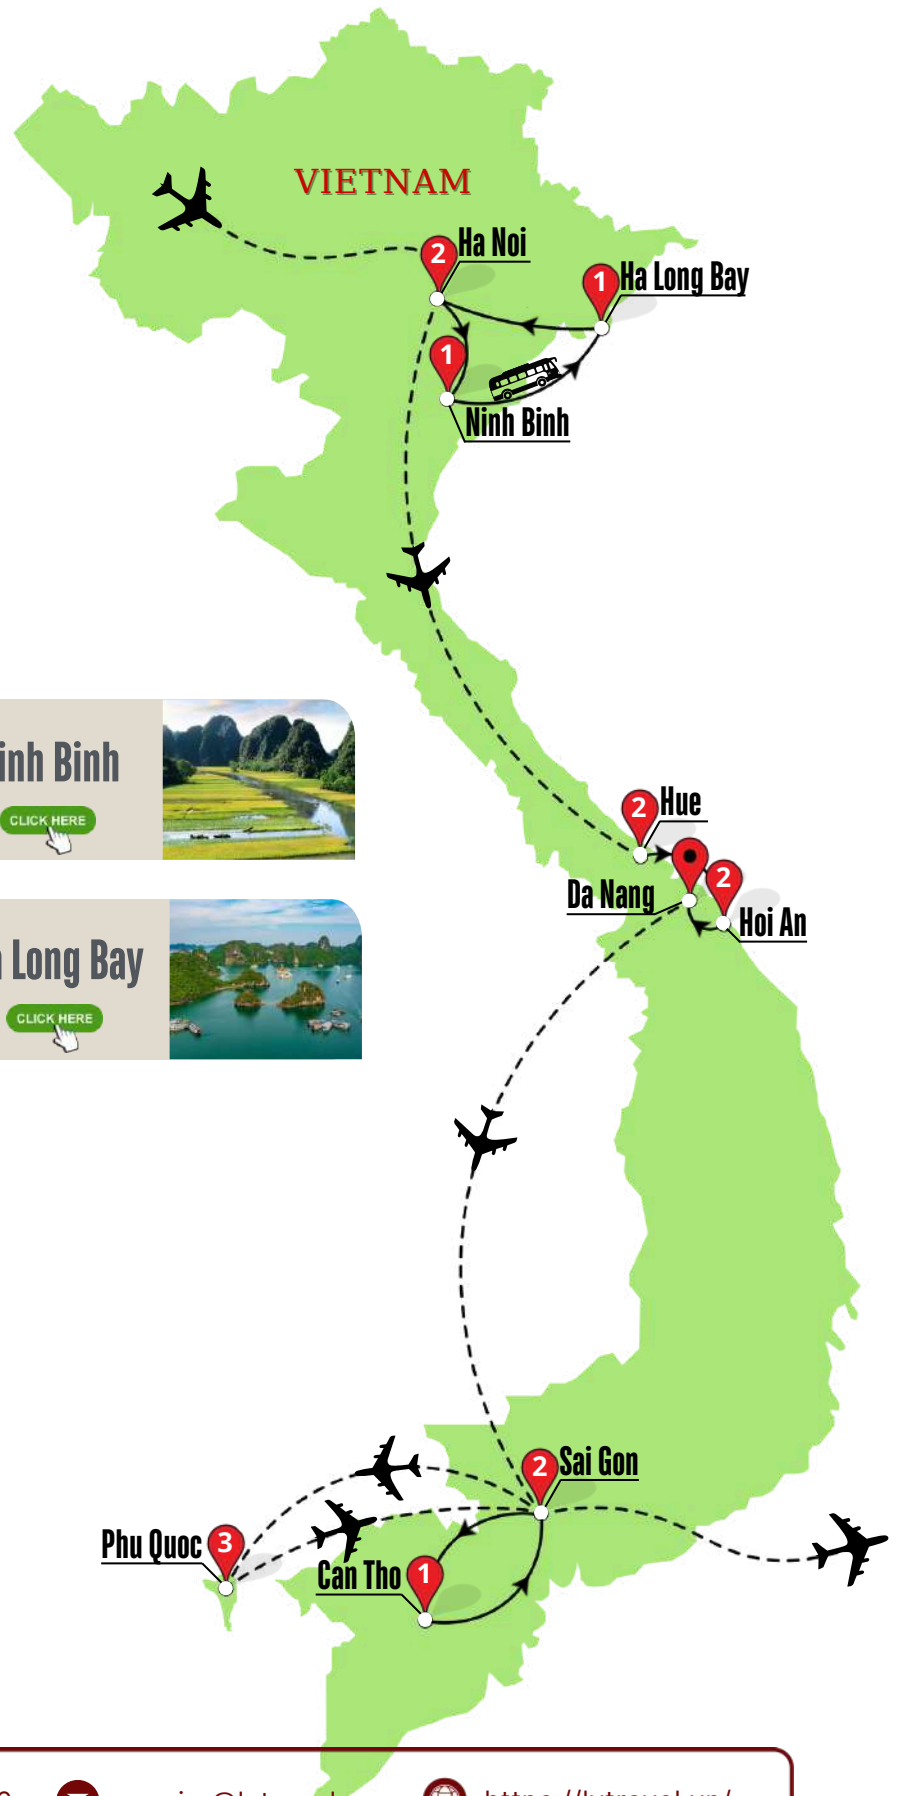 VIETNAM
2
Ha Noi
1
Ha Long Bay
1
Ninh Binh
inh Binh
CLICK HERE
2
Hue
Da Nang
2
Hoi An
Long Bay
CLICK HERE
2
Sai Gon
Phu Quoc
3
Can Tho
1